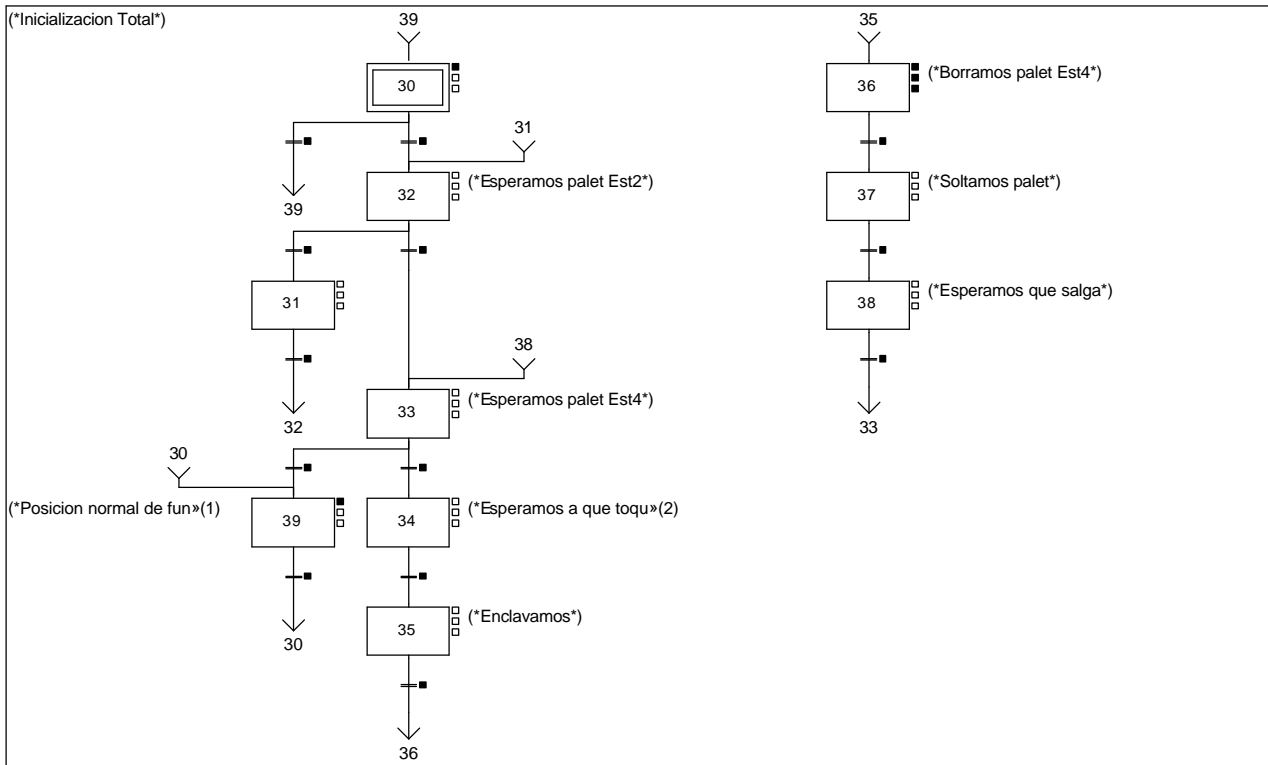 (*Inicializacion Total*)
39
35
30
36
(*Borramos palet Est4*)
31
39
32
(*Esperamos palet Est2*)
37
(*Soltamos palet*)
31
38
(*Esperamos que salga*)
38
32
33
(*Esperamos palet Est4*)
33
30
(*Posicion normal de fun»(1)
39
34
(*Esperamos a que toqu»(2)
30
35
(*Enclavamos*)
36